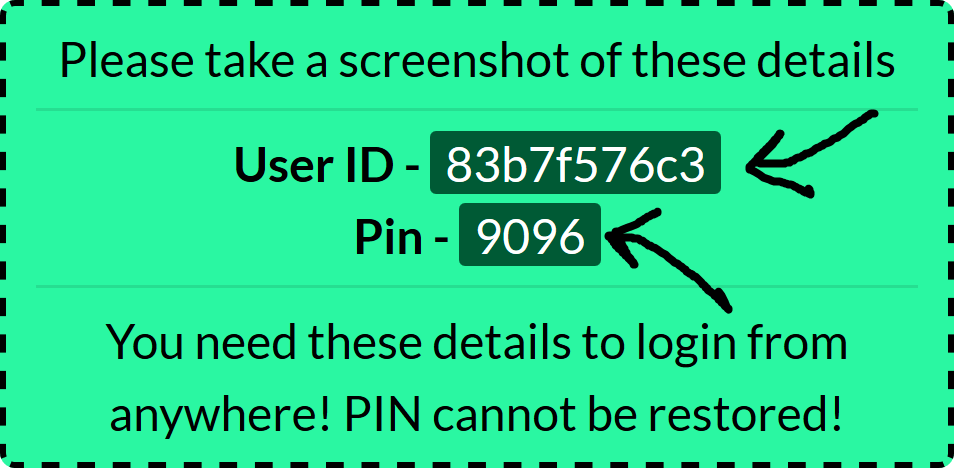 Please take a screenshot of these details
User ID - 83b7f576c3
Pin - 9096
You need these details to login from
anywhere! PIN cannot be restored!